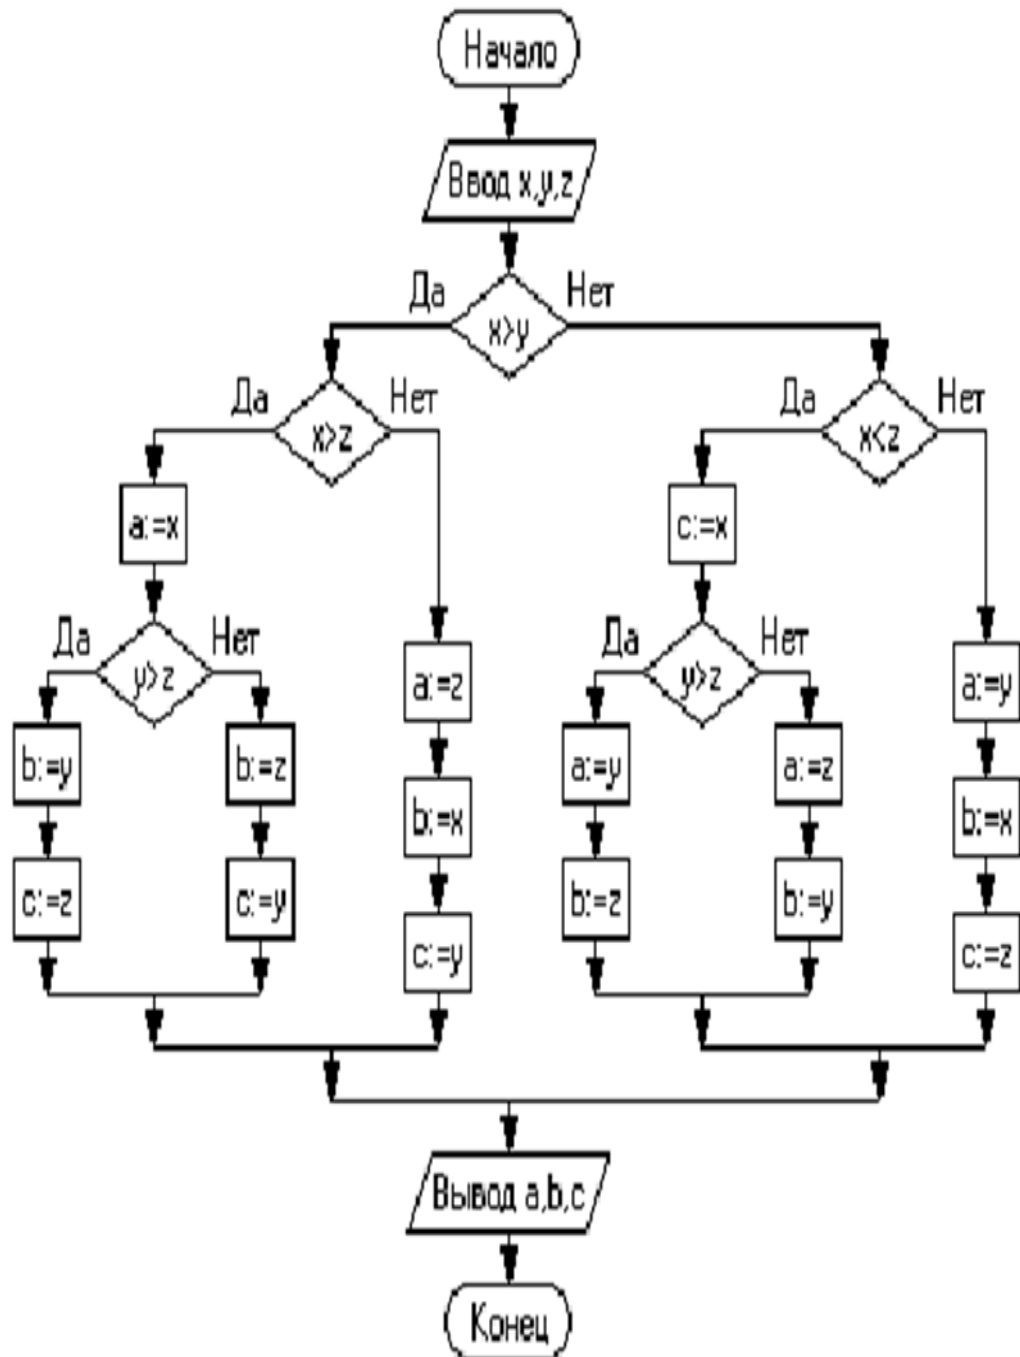 Начало
Ввод x,y,z
Да
Нет
x>y
Да
Нет
Да
Нет
x>z
x<z
a:=x
c:=x
Да
Нет
Да
Нет
y>z
a:=z
y>z
a:=y
b:=y
b:=z
a:=y
a:=z
b:=x
b:=x
c:=z
c:=y
b:=z
b:=y
c:=y
c:=z
Вывод a,b,c
Конец